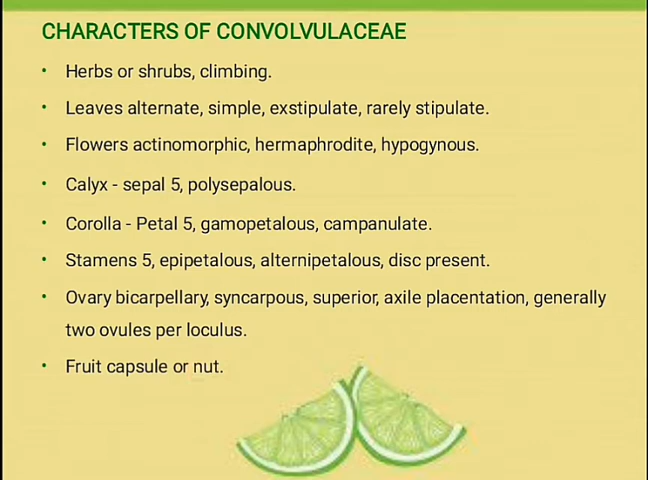 CHARACTERS OF CONVOLVULACEAE
• Herbs or shrubs, climbing.
• Leaves alternate, simple, exstipulate, rarely stipulate.
• Flowers actinomorphic, hermaphrodite, hypogynous.
• Calyx - sepal 5, polysepalous.
• Corolla - Petal 5, gamopetalous, campanulate.
• Stamens 5, epipetalous, alternipetalous, disc present.
• Ovary bicarpellary, syncarpous, superior, axile placentation, generally
two ovules per loculus.
• Fruit capsule or nut.